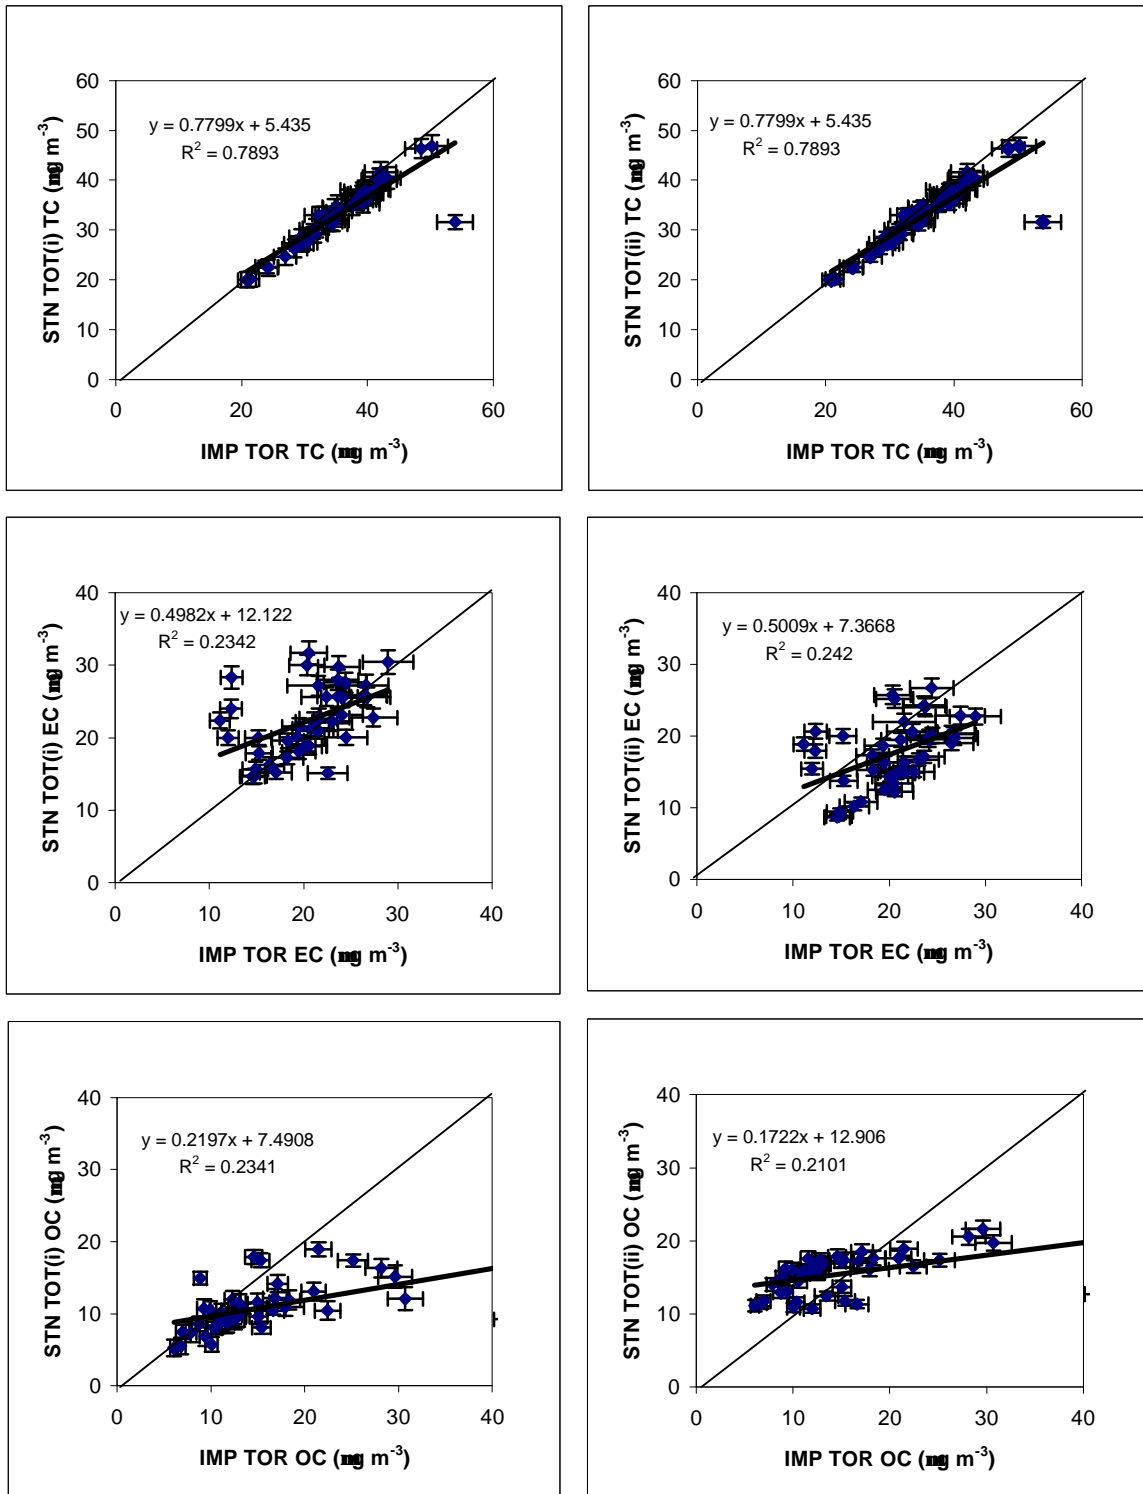 y = 0.7799x + 5.435
R² = 0.7893
STN TOT(i) TC (mg m⁻³)
60
50
40
30
20
10
0
0 20 40 60
IMP TOR TC (mg m⁻³)
y = 0.7799x + 5.435
R² = 0.7893
STN TOT(ii) TC (mg m⁻³)
60
50
40
30
20
10
0
0 20 40 60
IMP TOR TC (mg m⁻³)
y = 0.4982x + 12.122
R² = 0.2342
STN TOT(i) EC (mg m⁻³)
40
30
20
10
0
0 10 20 30 40
IMP TOR EC (mg m⁻³)
y = 0.5009x + 7.3668
R² = 0.242
STN TOT(ii) EC (mg m⁻³)
40
30
20
10
0
0 10 20 30 40
IMP TOR EC (mg m⁻³)
y = 0.2197x + 7.4908
R² = 0.2341
STN TOT(i) OC (mg m⁻³)
40
30
20
10
0
0 10 20 30 40
IMP TOR OC (mg m⁻³)
y = 0.1722x + 12.906
R² = 0.2101
STN TOT(ii) OC (mg m⁻³)
40
30
20
10
0
0 10 20 30 40
IMP TOR OC (mg m⁻³)